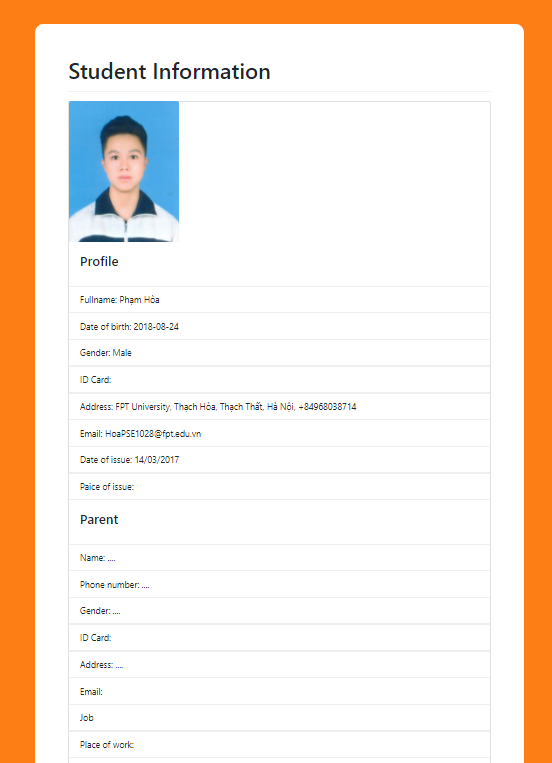 Student Information
Profile
Fullname: Phạm Hòa
Date of birth: 2018-08-24
Gender: Male
ID Card:
Address: FPT University, Thạch Hòa, Thạch Thất, Hà Nội, +84968038714
Email: HoaPSE1028@fpt.edu.vn
Date of issue: 14/03/2017
Paice of issue:
Parent
Name: ....
Phone number: ....
Gender: ....
ID Card:
Address: ....
Email:
Job
Place of work: